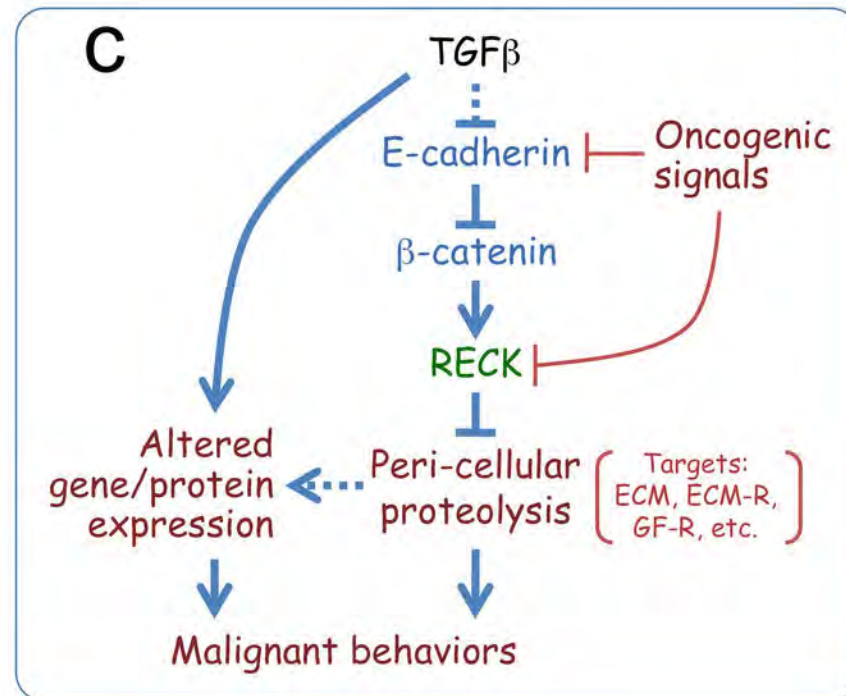 C
TGFβ
E-cadherin
Oncogenic
signals
β-catenin
RECK
Altered
gene/protein
expression
Peri-cellular
proteolysis
Targets:
ECM, ECM-R,
GF-R, etc.
Malignant behaviors